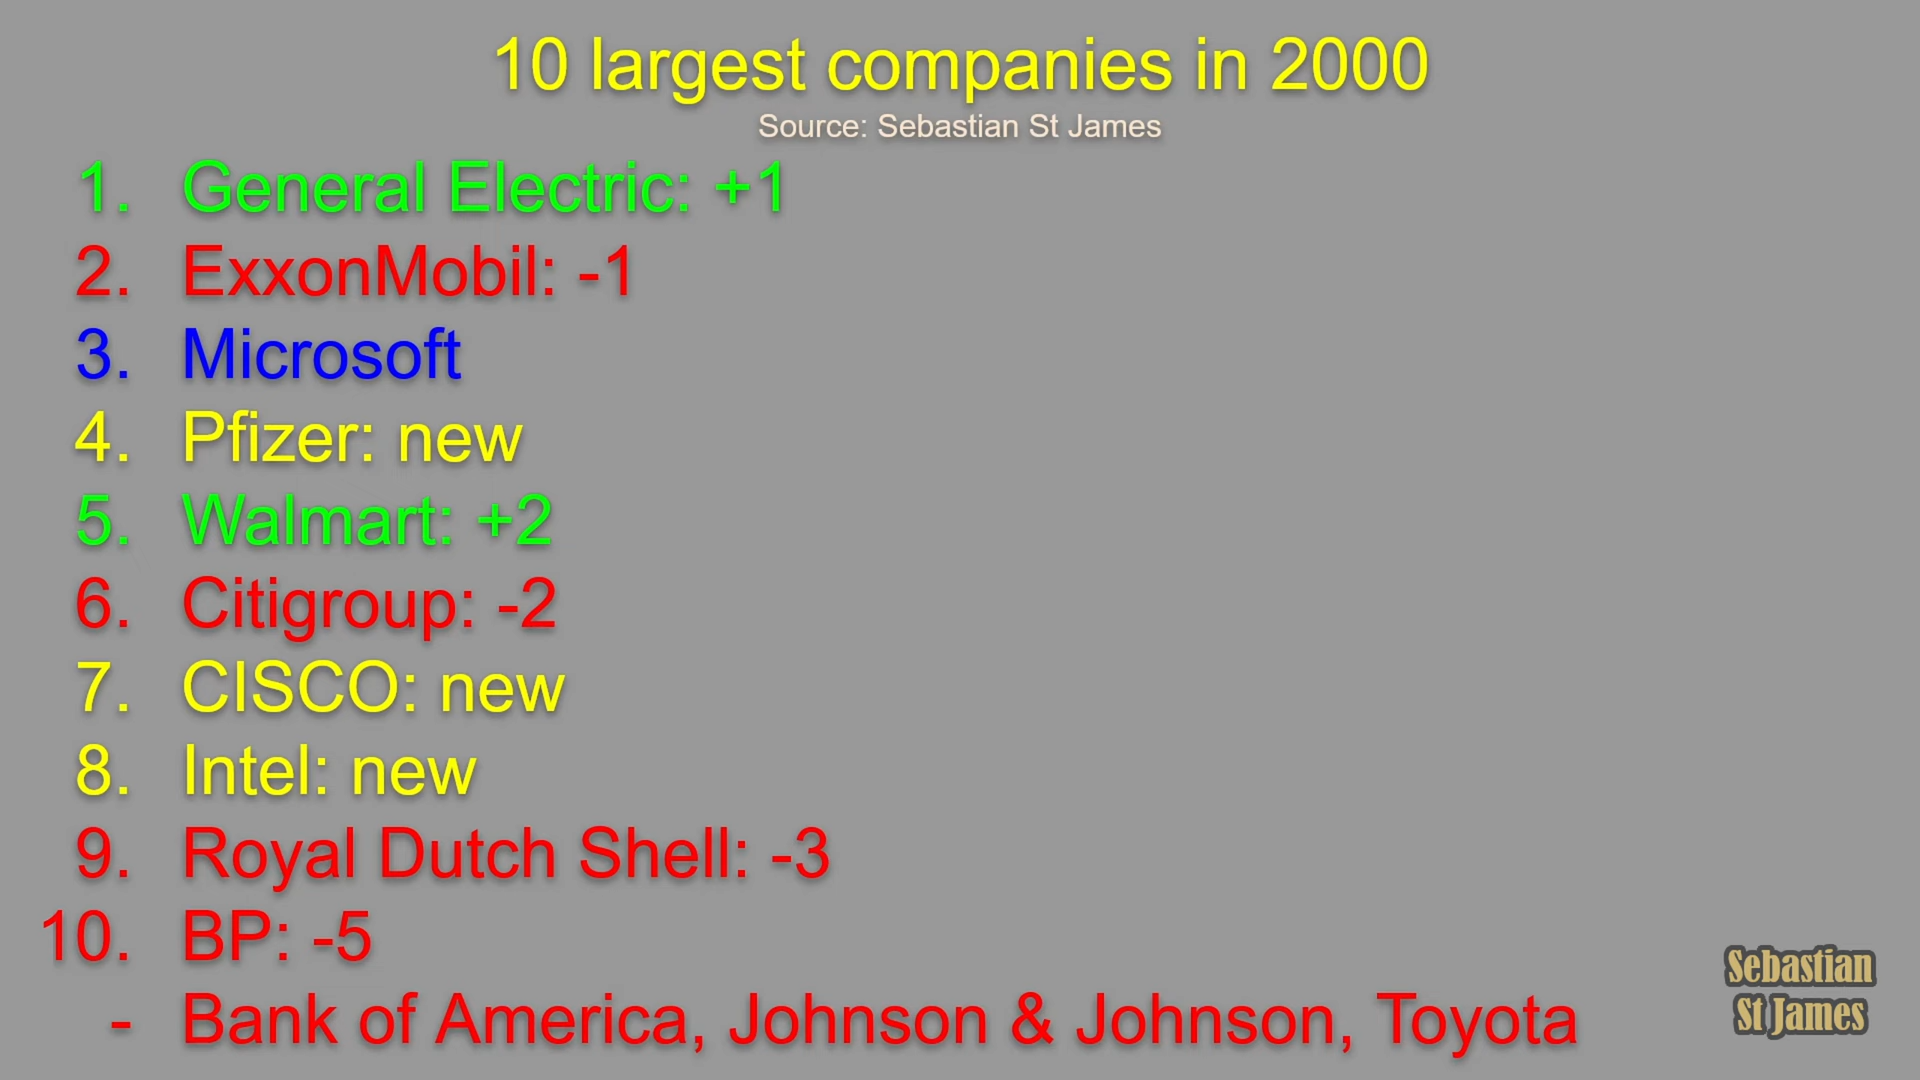 10 largest companies in 2000
Source: Sebastian St James
1. General Electric: +1
2. ExxonMobil: -1
3. Microsoft
4. Pfizer: new
5. Walmart: +2
6. Citigroup: -2
7. CISCO: new
8. Intel: new
9. Royal Dutch Shell: -3
10. BP: -5
- Bank of America, Johnson & Johnson, Toyota
Sebastian
St James